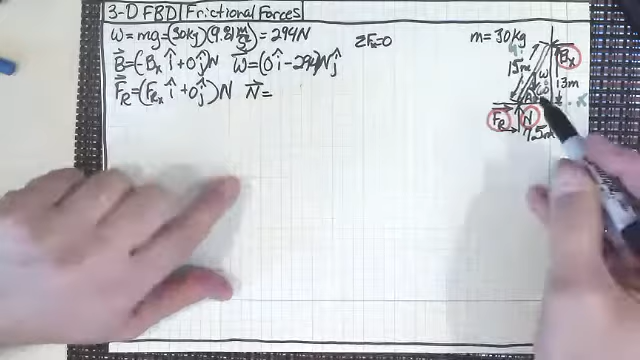 3-D FBD | Frictional Forces
W = mg = (30kg)(9.81 m/s²) = 294N
ΣFx=0
m = 30kg
B⃗ = (Bx î + 0ĵ)N W⃗ = (0î - 294ĵ)N
F⃗R = (FRx î + 0ĵ)N N⃗ =
15m
Bx
W
13m
FR
N
7.5m